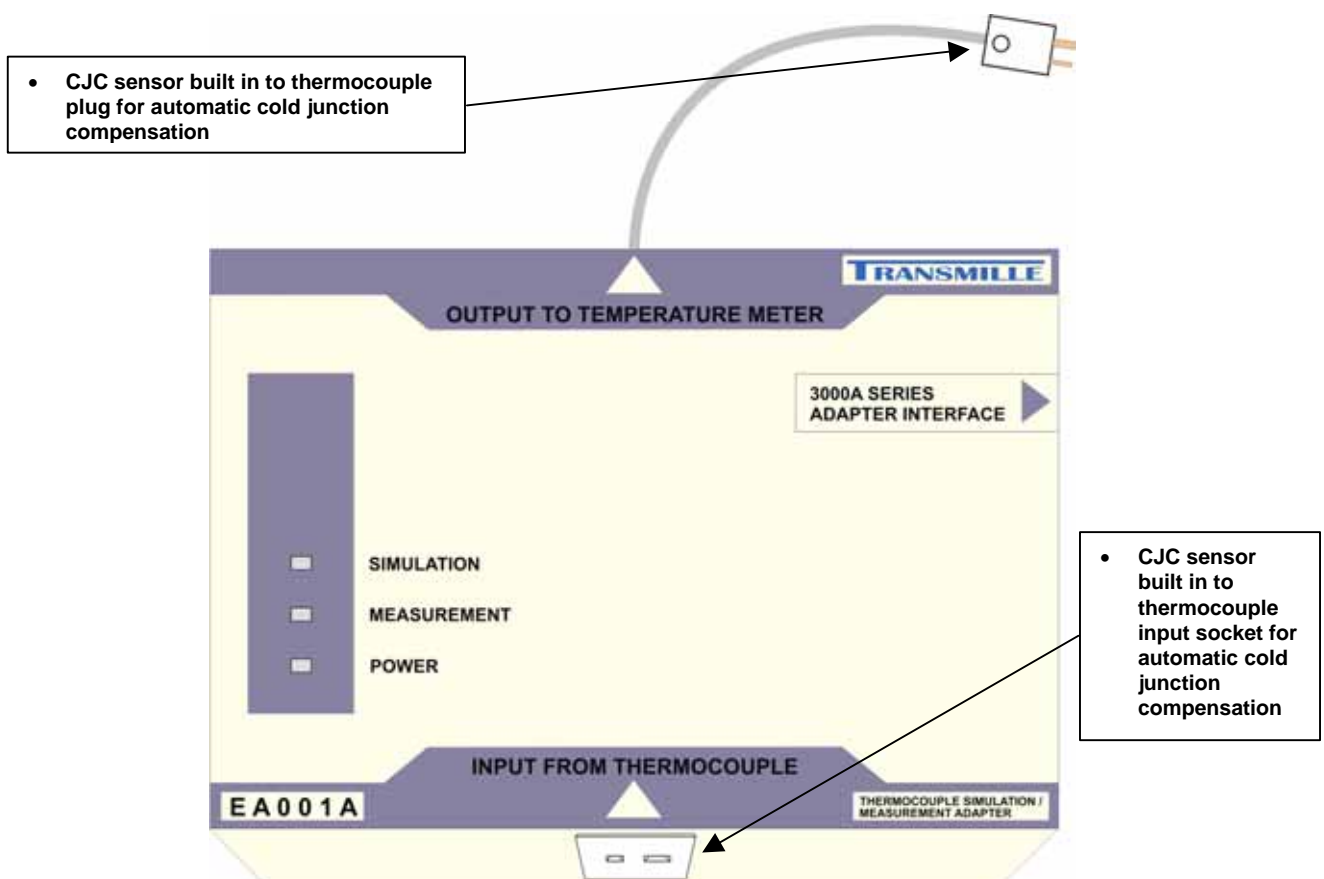 • CJC sensor built in to thermocouple
plug for automatic cold junction
compensation
TRANSMILLE
OUTPUT TO TEMPERATURE METER
3000A SERIES
ADAPTER INTERFACE
SIMULATION
MEASUREMENT
POWER
• CJC sensor
built in to
thermocouple
input socket for
automatic cold
junction
compensation
INPUT FROM THERMOCOUPLE
EA001A
THERMOCOUPLE SIMULATION /
MEASUREMENT ADAPTER